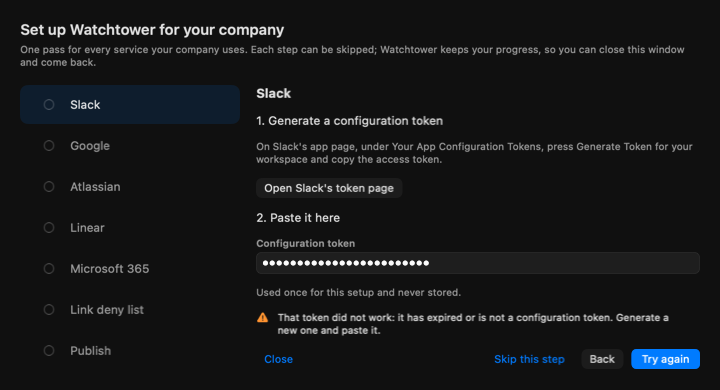 Set up Watchtower for your company
One pass for every service your company uses. Each step can be skipped; Watchtower keeps your progress, so you can close this window
and come back.
Slack
Google
Atlassian
Linear
Microsoft 365
Link deny list
Publish
Slack
1. Generate a configuration token
On Slack's app page, under Your App Configuration Tokens, press Generate Token for your
workspace and copy the access token.
Open Slack's token page
2. Paste it here
Configuration token
••••••••••••••••••••••••
Used once for this setup and never stored.
That token did not work: it has expired or is not a configuration token. Generate a
new one and paste it.
Close
Skip this step
Back
Try again